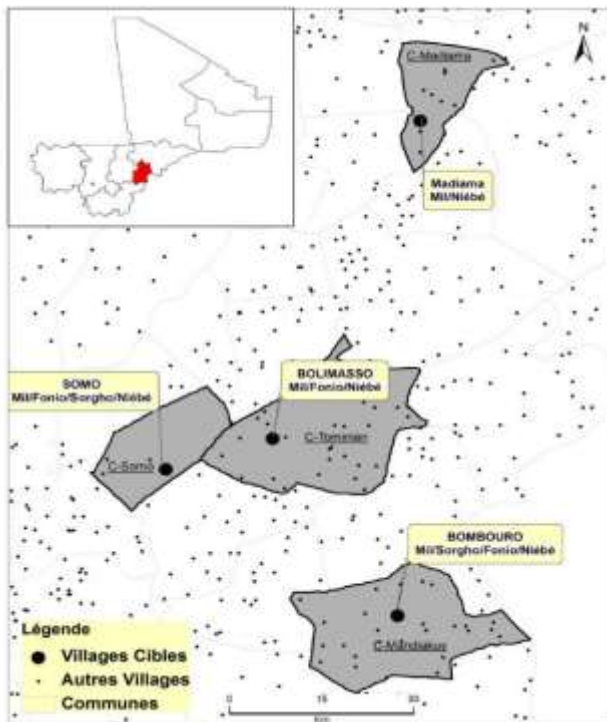 N
C-Madiama
Madiama
Mil/Niébé
BOLIMASSO
Mil/Fonio/Niébé
SOMO
Mil/Fonio/Sorgho/Niébé
C-Tominian
C-Somo
BOMBOURO
Mil/Sorgho/Fonio/Niébé
C-Mandiakuy
Légende
Villages Cibles
Autres Villages
Communes
0 15 30